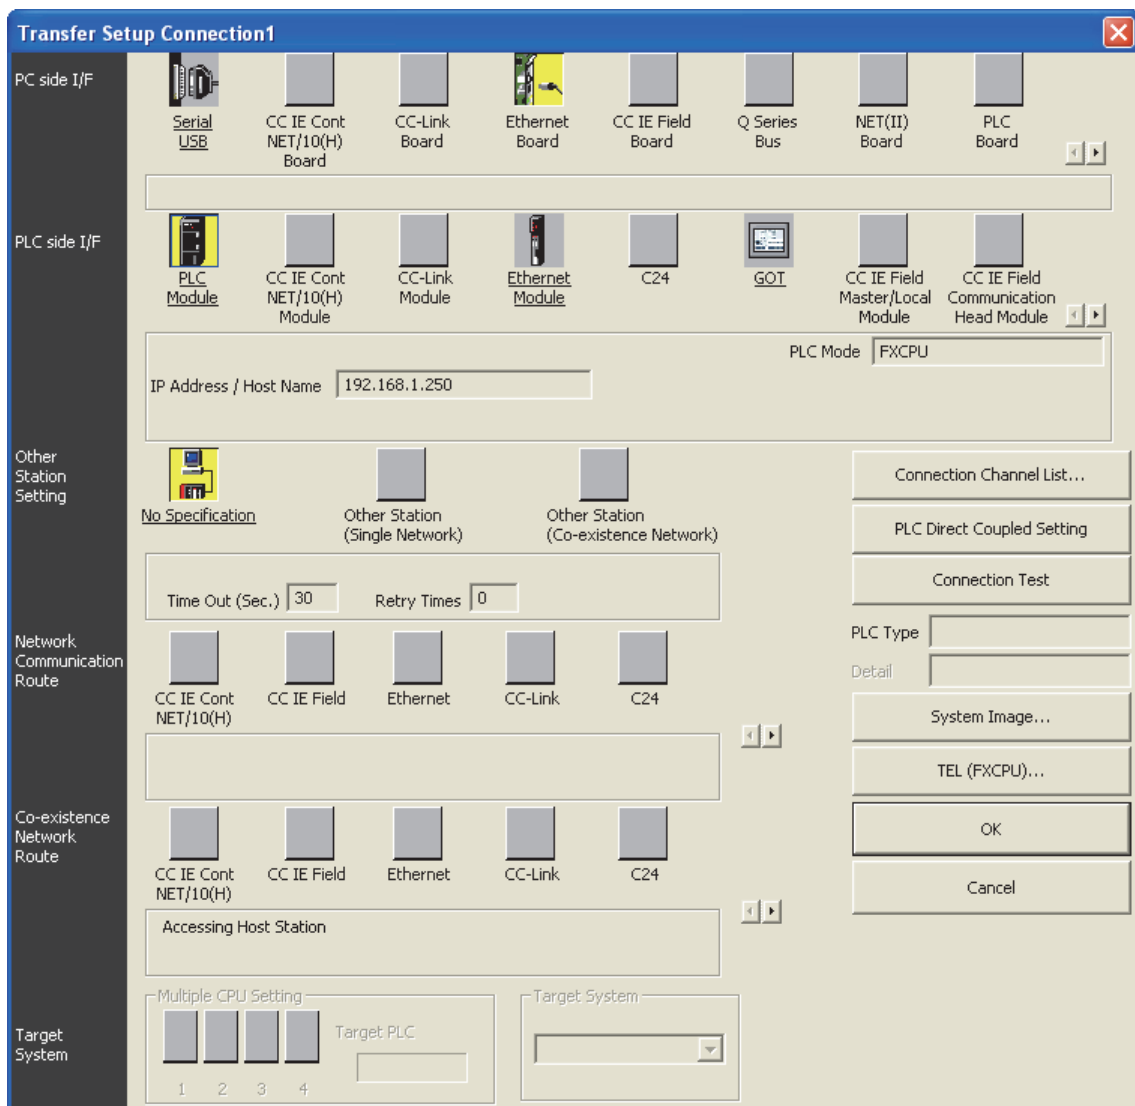 Transfer Setup Connection1
PC side I/F
Serial
USB
CC IE Cont
NET/10(H)
Board
CC-Link
Board
Ethernet
Board
CC IE Field
Board
Q Series
Bus
NET(II)
Board
PLC
Board
PLC side I/F
PLC
Module
CC IE Cont
NET/10(H)
Module
CC-Link
Module
Ethernet
Module
C24
GOT
CC IE Field
Master/Local
Module
CC IE Field
Communication
Head Module
PLC Mode FXCPU
IP Address / Host Name 192.168.1.250
Other
Station
Setting
No Specification
Other Station
(Single Network)
Other Station
(Co-existence Network)
Time Out (Sec.) 30 Retry Times 0
Connection Channel List...
PLC Direct Coupled Setting
Connection Test
PLC Type
Detail
System Image...
TEL (FXCPU)...
OK
Cancel
Network
Communication
Route
CC IE Cont
NET/10(H)
CC IE Field
Ethernet
CC-Link
C24
Co-existence
Network
Route
CC IE Cont
NET/10(H)
CC IE Field
Ethernet
CC-Link
C24
Accessing Host Station
Target
System
Multiple CPU Setting
Target PLC
1 2 3 4
Target System